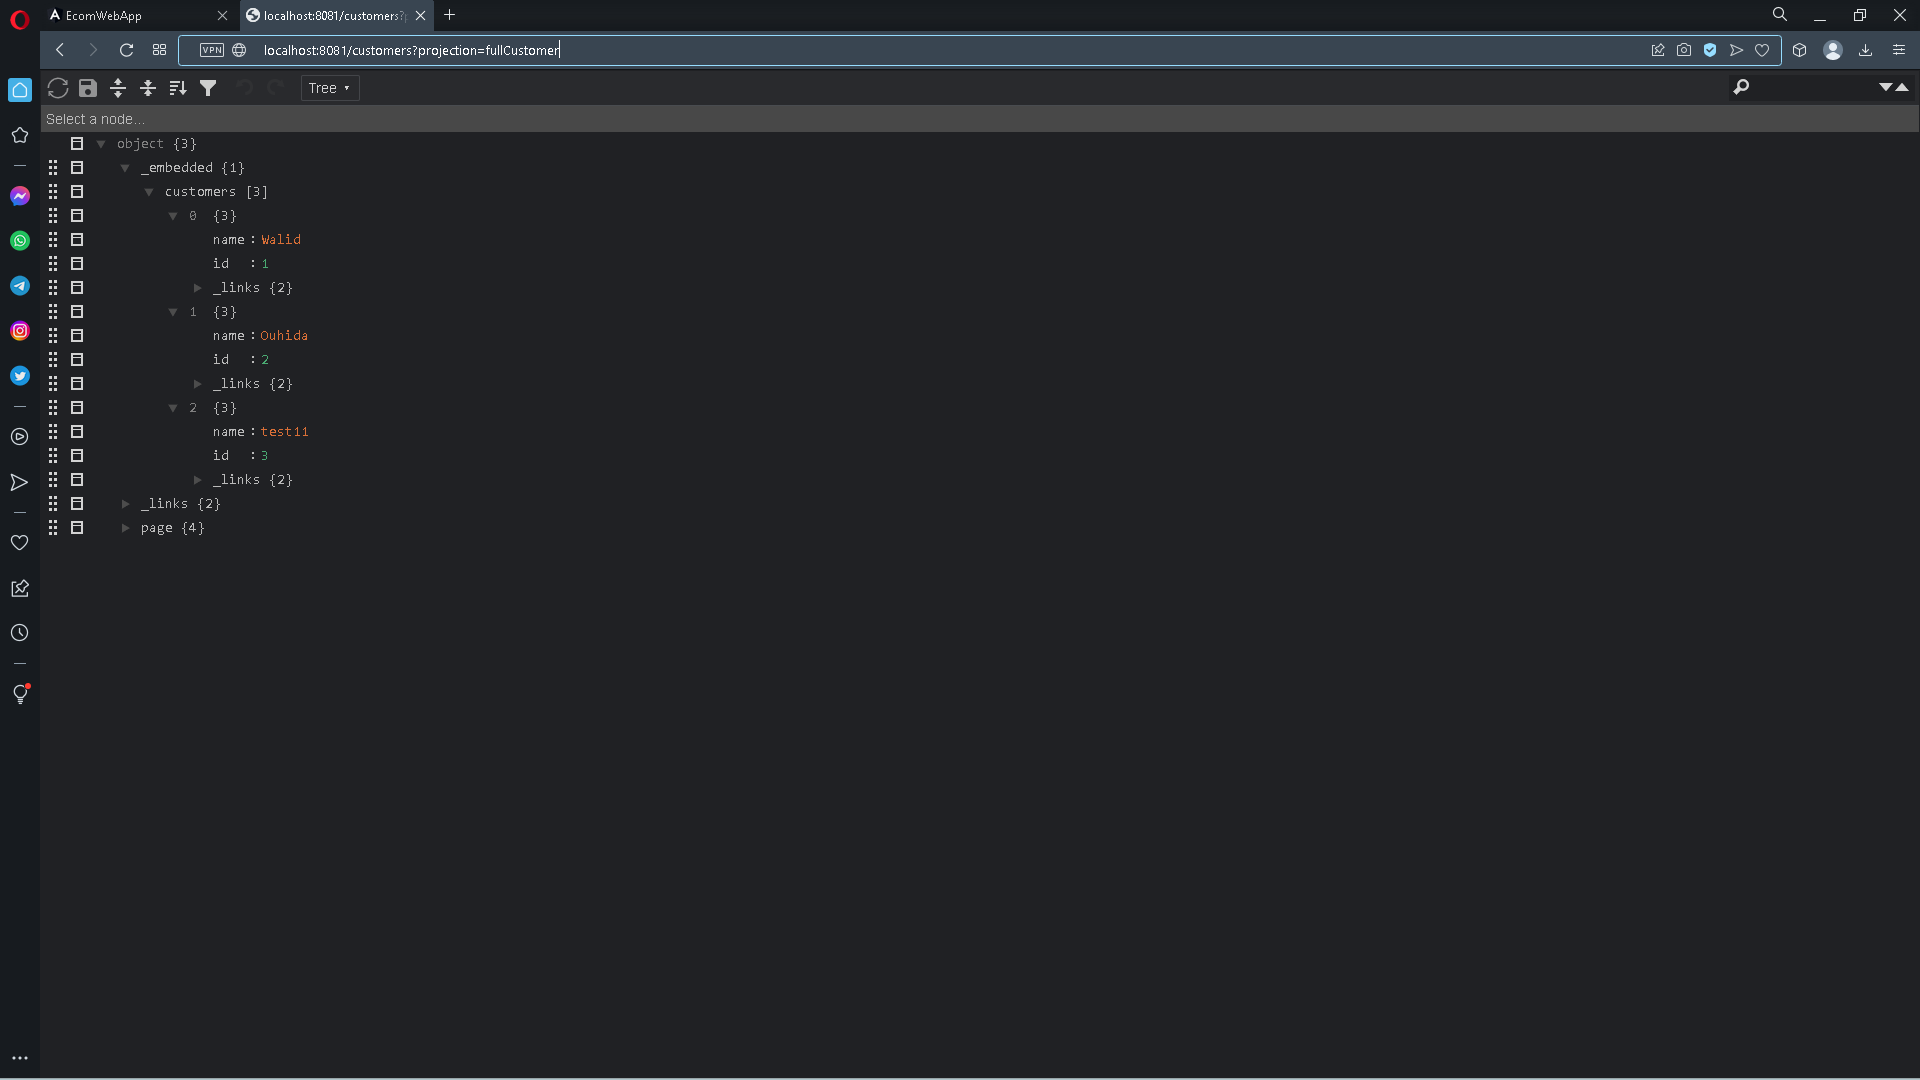 EcomWebApp
localhost:8081/customers?p
VPN
localhost:8081/customers?projection=fullCustomer
Tree
Select a node...
object {3}
_embedded {1}
customers [3]
0 {3}
name : Walid
id : 1
_links {2}
1 {3}
name : Ouhida
id : 2
_links {2}
2 {3}
name : test11
id : 3
_links {2}
_links {2}
page {4}